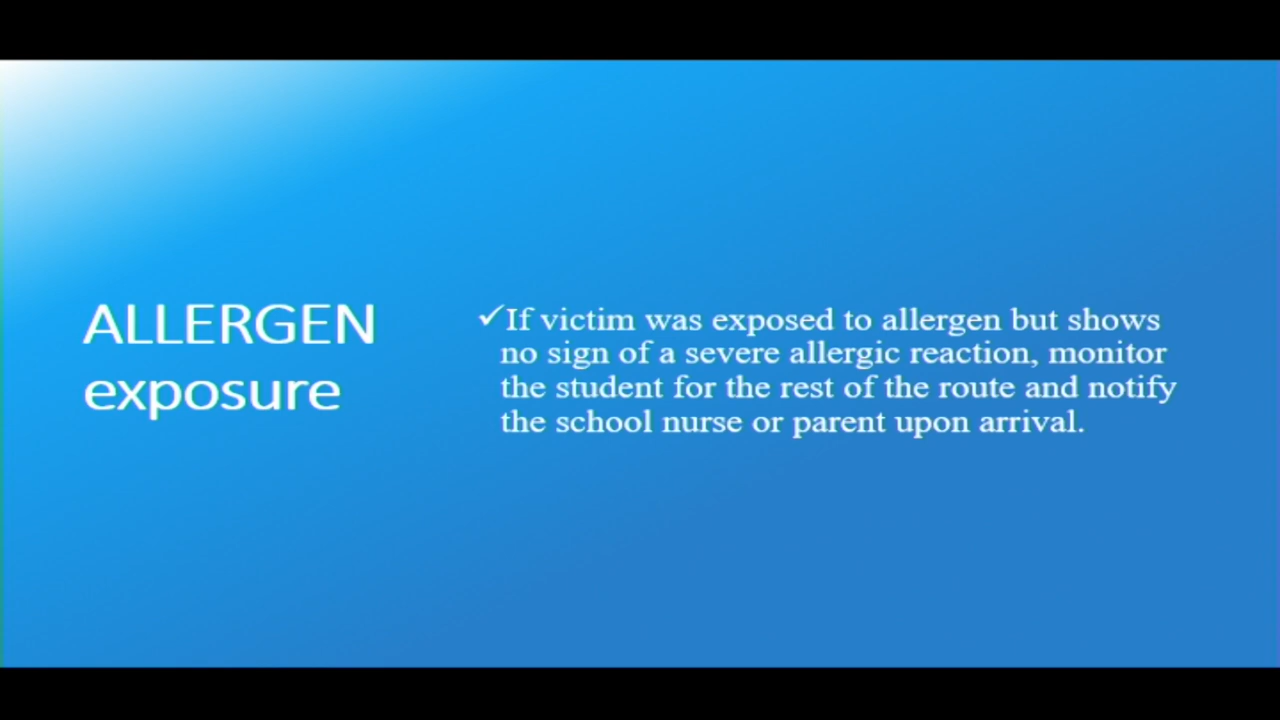 ALLERGEN
exposure
✓If victim was exposed to allergen but shows
no sign of a severe allergic reaction, monitor
the student for the rest of the route and notify
the school nurse or parent upon arrival.